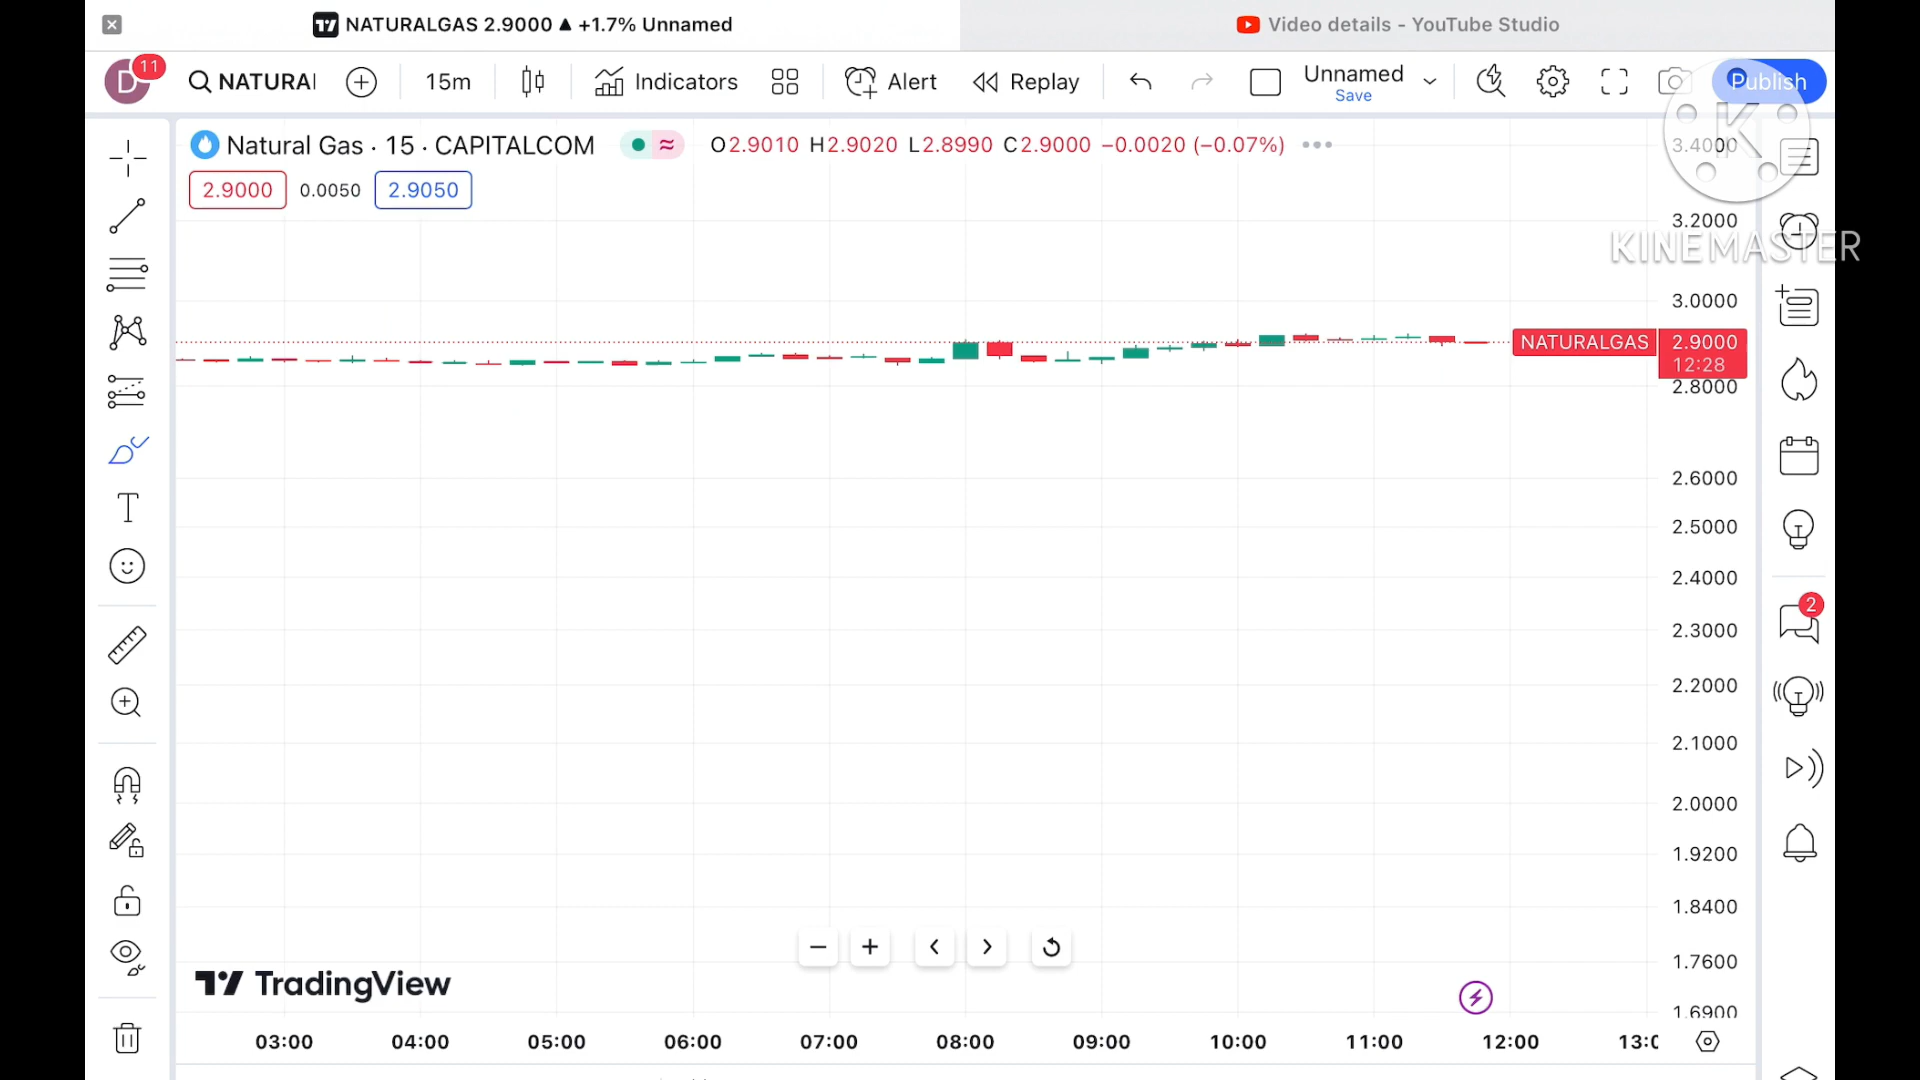 NATURALGAS 2.9000 ▲ +1.7% Unnamed
Video details - YouTube Studio
D 11
NATURAL
15m
Indicators
Alert
Replay
Unnamed
Save
Publish
Natural Gas · 15 · CAPITALCOM
O2.9010 H2.9020 L2.8990 C2.9000 −0.0020 (−0.07%)
2.9000 0.0050 2.9050
K
KINEMASTER
3.4000
3.2000
3.0000
NATURALGAS 2.9000
12:28
2.8000
2.6000
2.5000
2.4000
2.3000
2.2000
2.1000
2.0000
1.9200
1.8400
1.7600
1.6900
2
TradingView
03:00 04:00 05:00 06:00 07:00 08:00 09:00 10:00 11:00 12:00 13:0